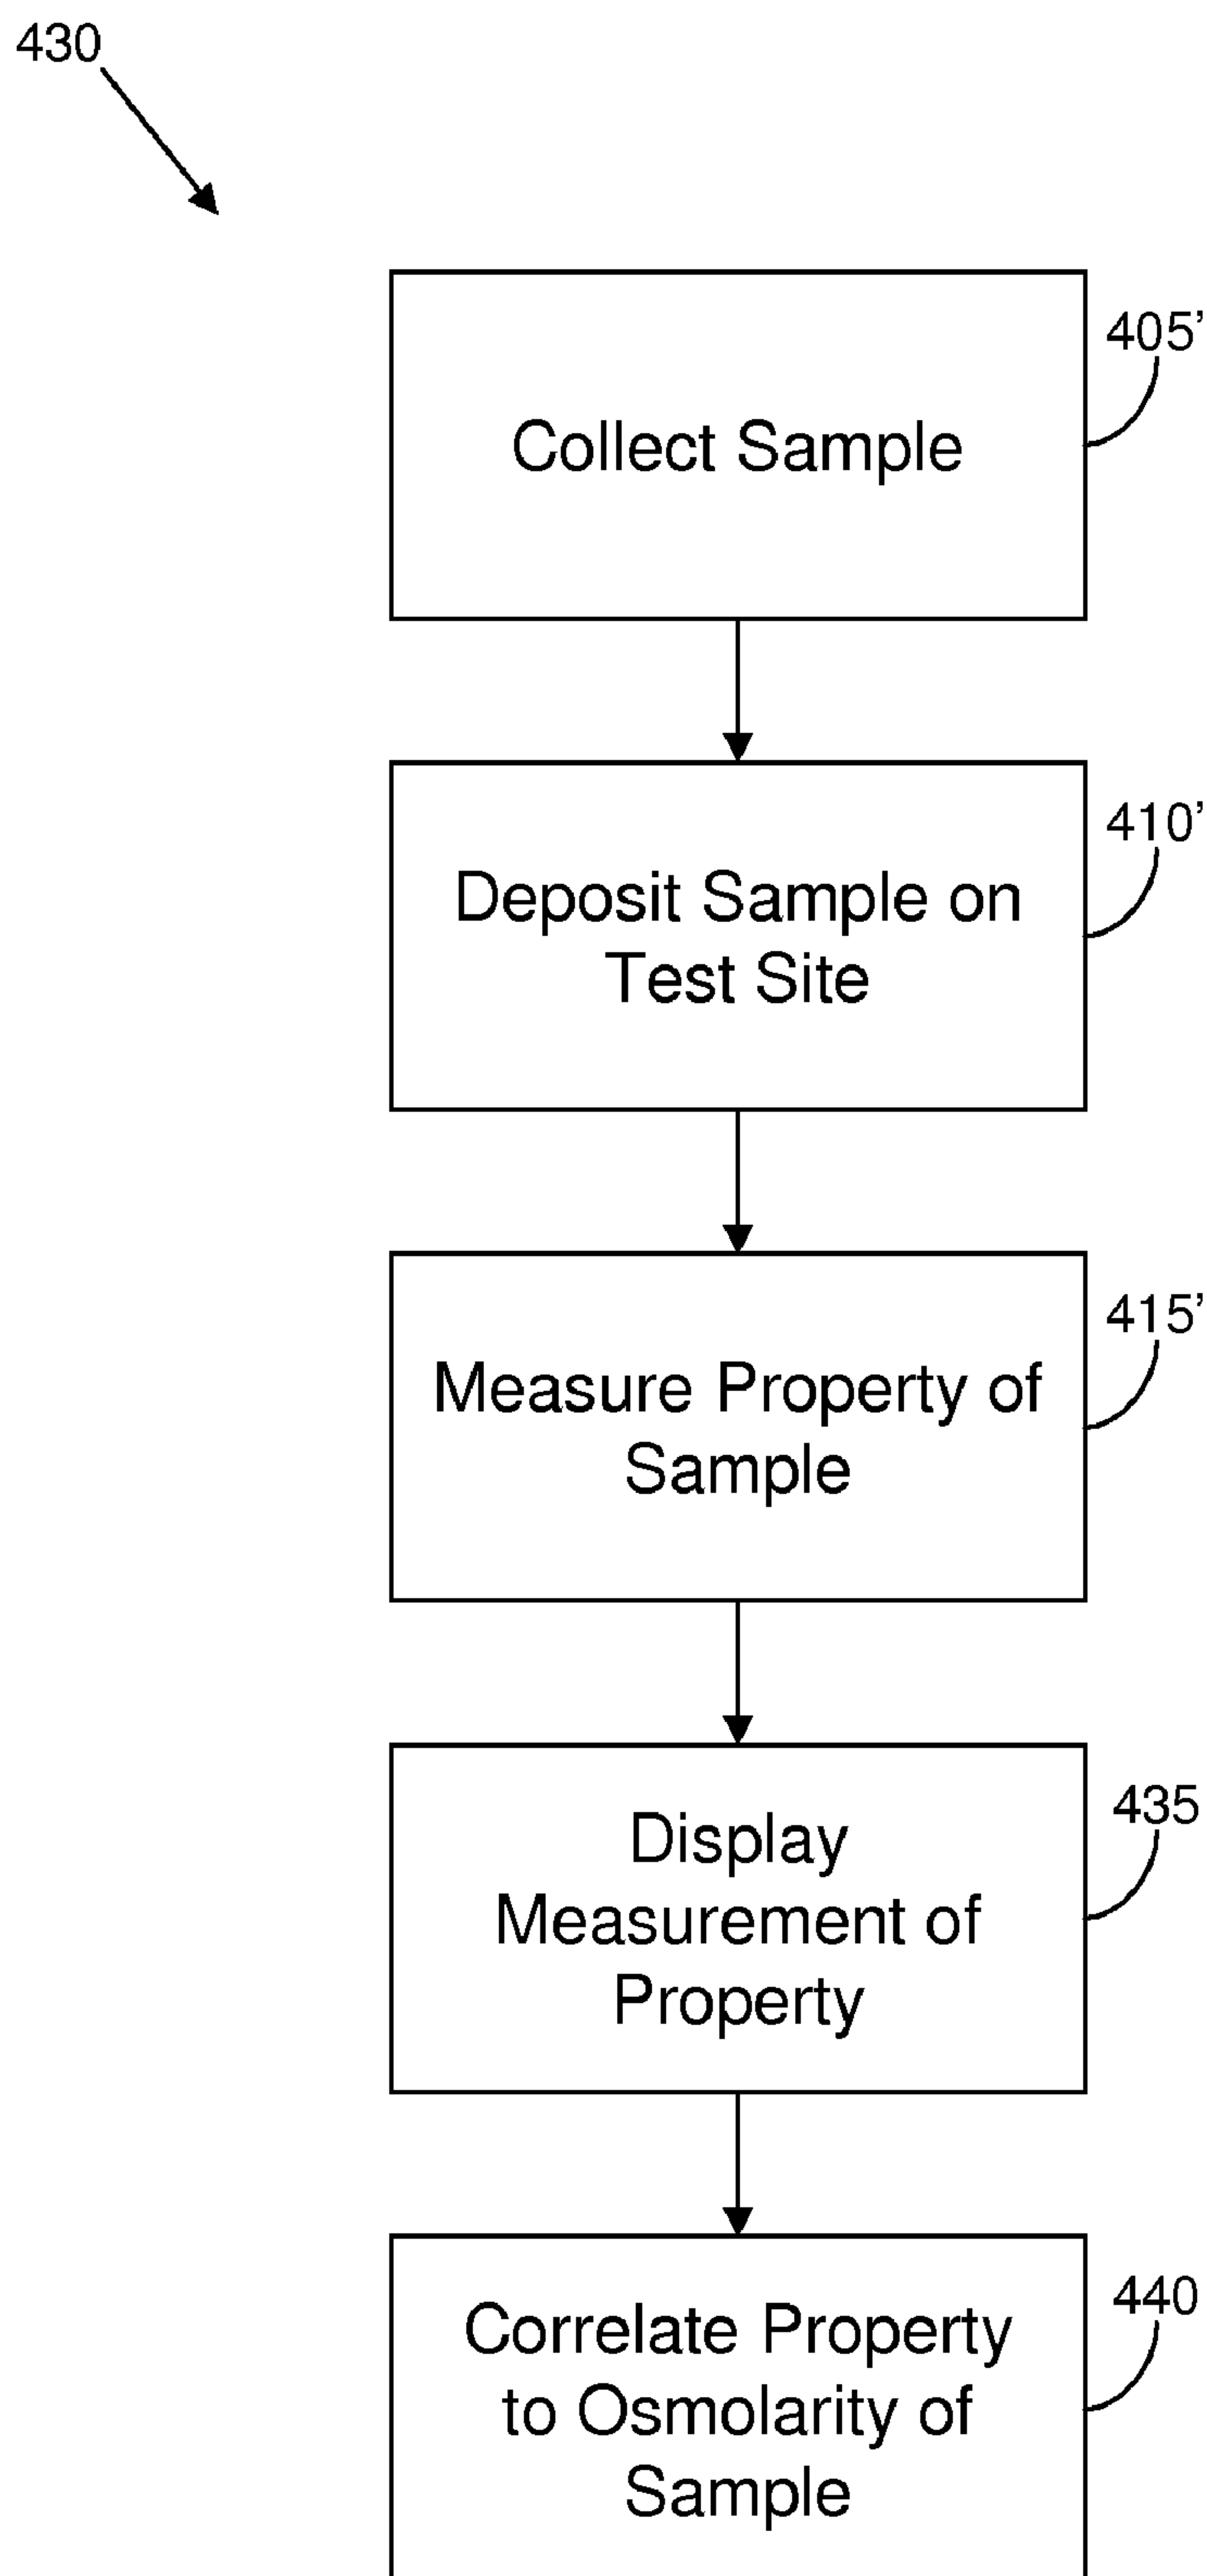 430
405’
Collect Sample
410’
Deposit Sample on
Test Site
415’
Measure Property of
Sample
435
Display
Measurement of
Property
440
Correlate Property
to Osmolarity of
Sample